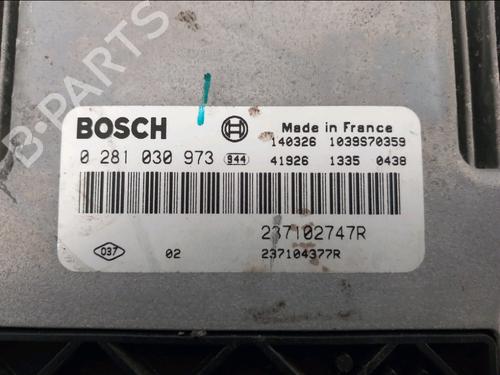 B-PARTS
BOSCH
Made in France
140326 1039S70359
0 281 030 973 944 41926 1335 0438
237102747R
037 02 237104377R